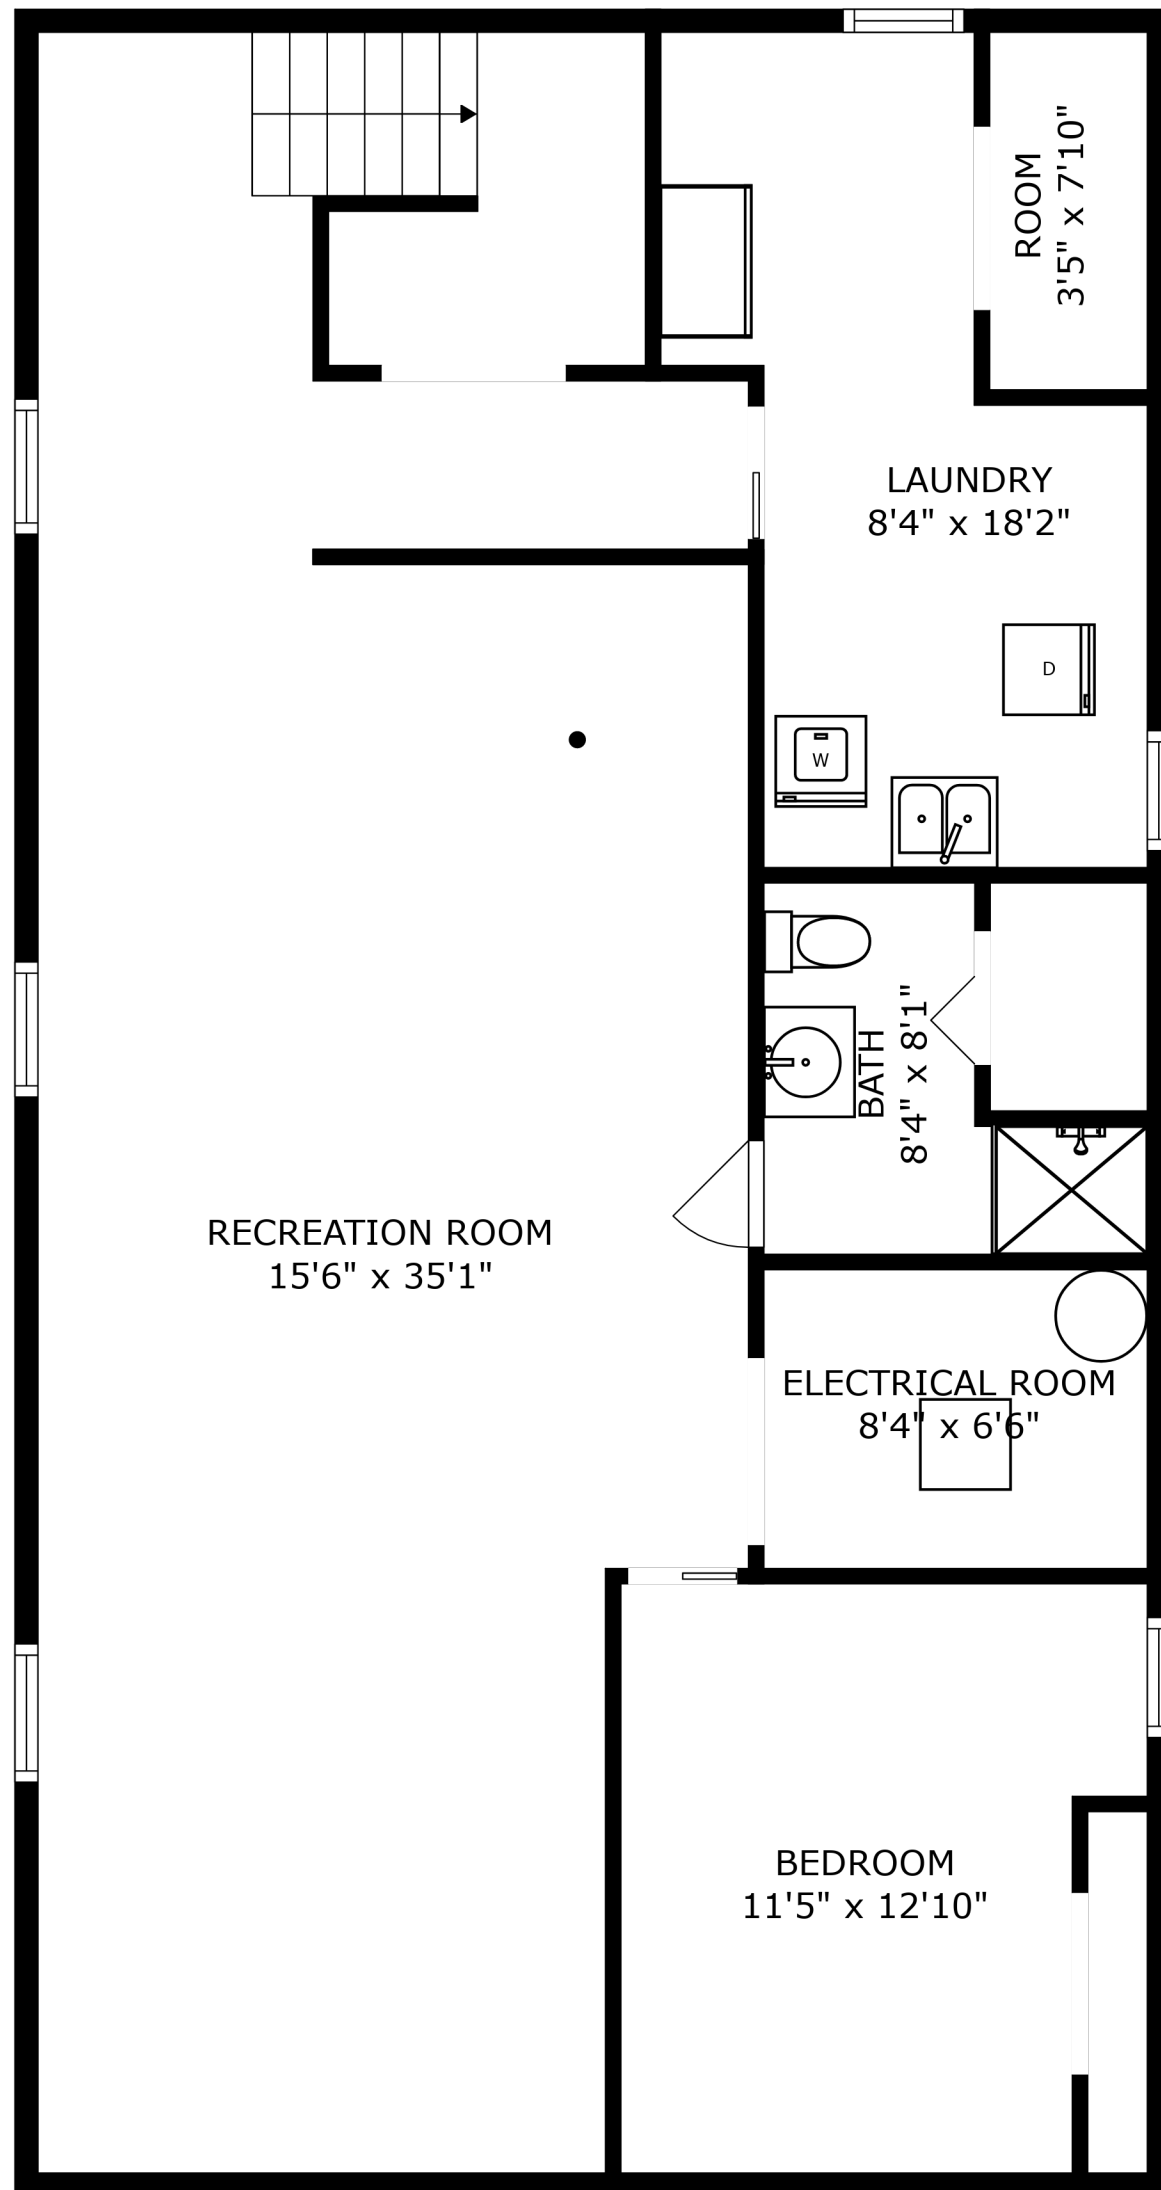 ROOM
3'5" x 7'10"
LAUNDRY
8'4" x 18'2"
D
W
BATH
8'4" x 8'1"
RECREATION ROOM
15'6" x 35'1"
ELECTRICAL ROOM
8'4" x 6'6"
BEDROOM
11'5" x 12'10"